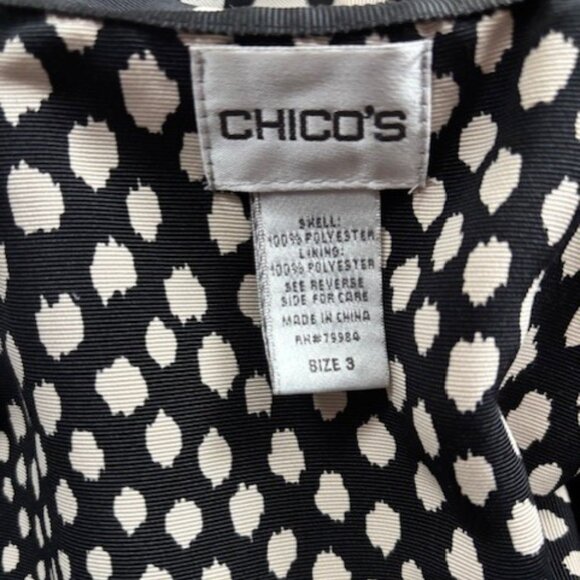 CHICO'S
SHELL:
100% POLYESTER
LINING:
100% POLYESTER
SEE REVERSE
SIDE FOR CARE
MADE IN CHINA
RN#79984
SIZE 3